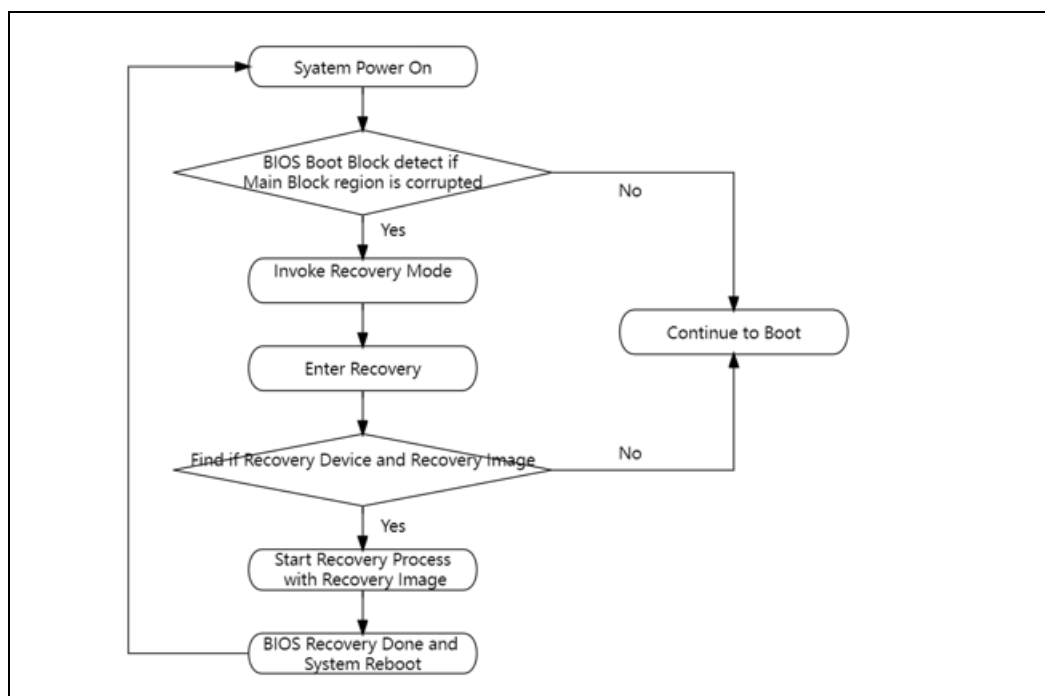 Syatem Power On
BIOS Boot Block detect if
Main Block region is corrupted
No
Yes
Invoke Recovery Mode
Continue to Boot
Enter Recovery
Find if Recovery Device and Recovery Image
No
Yes
Start Recovery Process
with Recovery Image
BIOS Recovery Done and
System Reboot